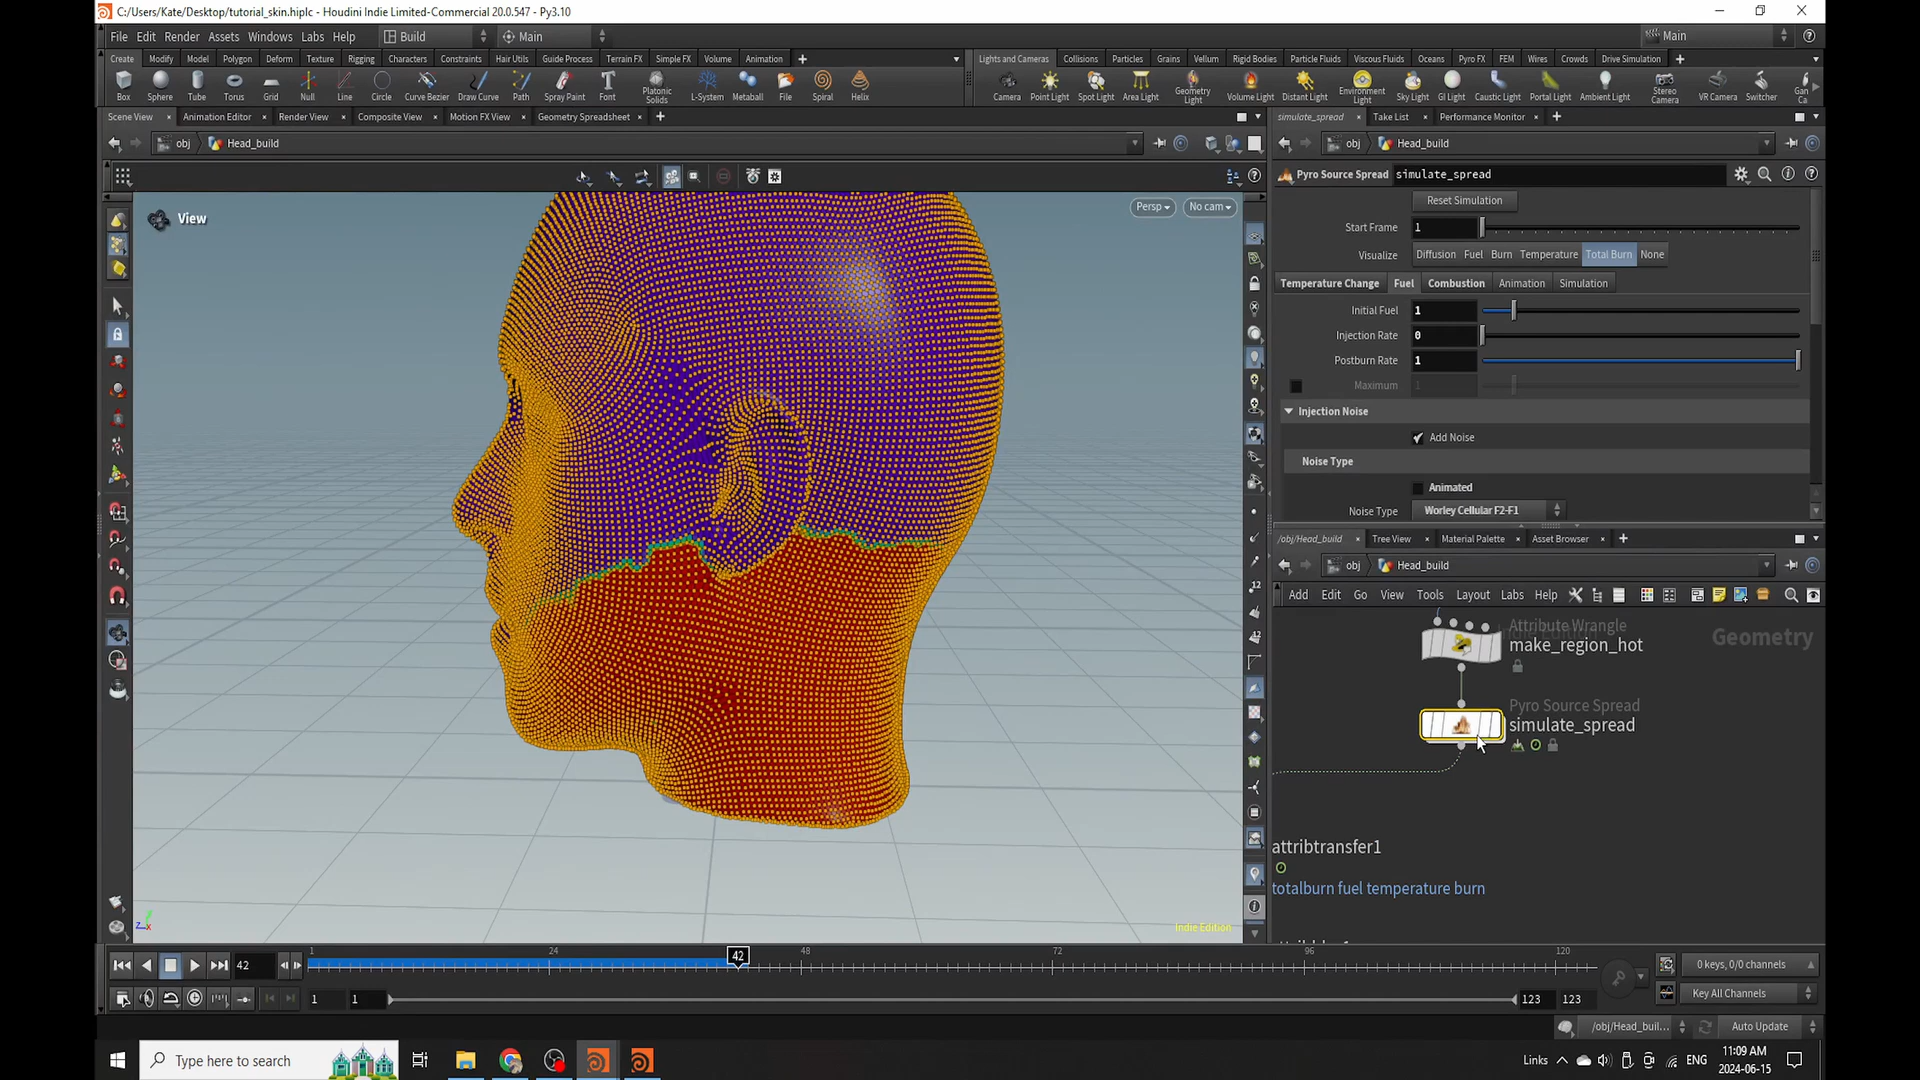 C:/Users/Kate/Desktop/tutorial_skin.hiplc - Houdini Indie Limited-Commercial 20.0.547 - Py3.10
File Edit Render Assets Windows Labs Help Build Main Main
Create Modify Model Polygon Deform Texture Rigging Characters Constraints Hair Utils Guide Process Terrain FX Simple FX Volume Animation
Lights and Cameras Collisions Particles Grains Vellum Rigid Bodies Particle Fluids Viscous Fluids Oceans Pyro FX FEM Wires Crowds Drive Simulation
Box Sphere Tube Torus Grid Null Line Circle Curve Bezier Draw Curve Path Spray Paint Font Platonic Solids L-System Metaball File Spiral Helix
Camera Point Light Spot Light Area Light Geometry Light Volume Light Distant Light Environment Light Sky Light GI Light Caustic Light Portal Light Ambient Light Stereo Camera VR Camera Switcher Gan Ca
Scene View Animation Editor Render View Composite View Motion FX View Geometry Spreadsheet
simulate_spread Take List Performance Monitor
obj Head_build
obj Head_build
Pyro Source Spread simulate_spread
View
Persp No cam
Reset Simulation
Start Frame 1
Visualize Diffusion Fuel Burn Temperature Total Burn None
Temperature Change Fuel Combustion Animation Simulation
Initial Fuel 1
Injection Rate 0
Postburn Rate 1
Maximum 1
Injection Noise
Add Noise
Noise Type
Animated
Noise Type Worley Cellular F2-F1
/obj/Head_build Tree View Material Palette Asset Browser
obj Head_build
Add Edit Go View Tools Layout Labs Help
Attribute Wrangle
make_region_hot
Geometry
Pyro Source Spread
simulate_spread
attribtransfer1
totalburn fuel temperature burn
Indie Edition
1 24 42 48 72 96 120
42
0 keys, 0/0 channels
1 1 123 123
Key All Channels
/obj/Head_buil... Auto Update
Type here to search
Links ENG
11:09 AM
2024-06-15